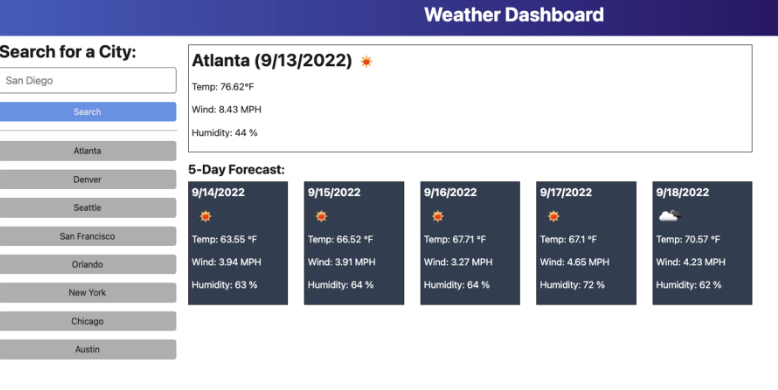 Weather Dashboard
Search for a City:
San Diego
Search
Atlanta
Denver
Seattle
San Francisco
Orlando
New York
Chicago
Austin
Atlanta (9/13/2022)
Temp: 76.62°F
Wind: 8.43 MPH
Humidity: 44 %
5-Day Forecast:
9/14/2022
Temp: 63.55 °F
Wind: 3.94 MPH
Humidity: 63 %
9/15/2022
Temp: 66.52 °F
Wind: 3.91 MPH
Humidity: 64 %
9/16/2022
Temp: 67.71 °F
Wind: 3.27 MPH
Humidity: 64 %
9/17/2022
Temp: 67.1 °F
Wind: 4.65 MPH
Humidity: 72 %
9/18/2022
Temp: 70.57 °F
Wind: 4.23 MPH
Humidity: 62 %